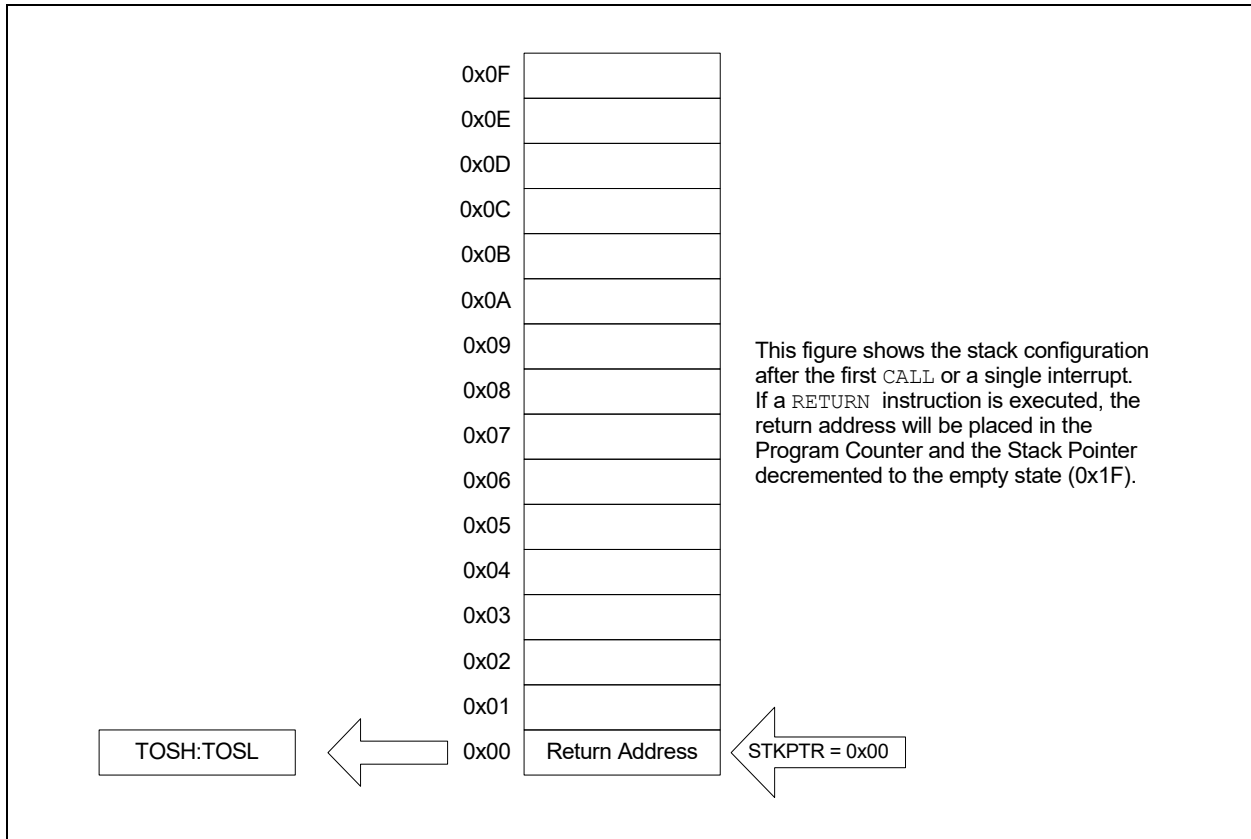 0x0F
0x0E
0x0D
0x0C
0x0B
0x0A
0x09
0x08
0x07
0x06
0x05
0x04
0x03
0x02
0x01
This figure shows the stack configuration
after the first CALL or a single interrupt.
If a RETURN instruction is executed, the
return address will be placed in the
Program Counter and the Stack Pointer
decremented to the empty state (0x1F).
TOSH:TOSL 0x00 Return Address STKPTR = 0x00